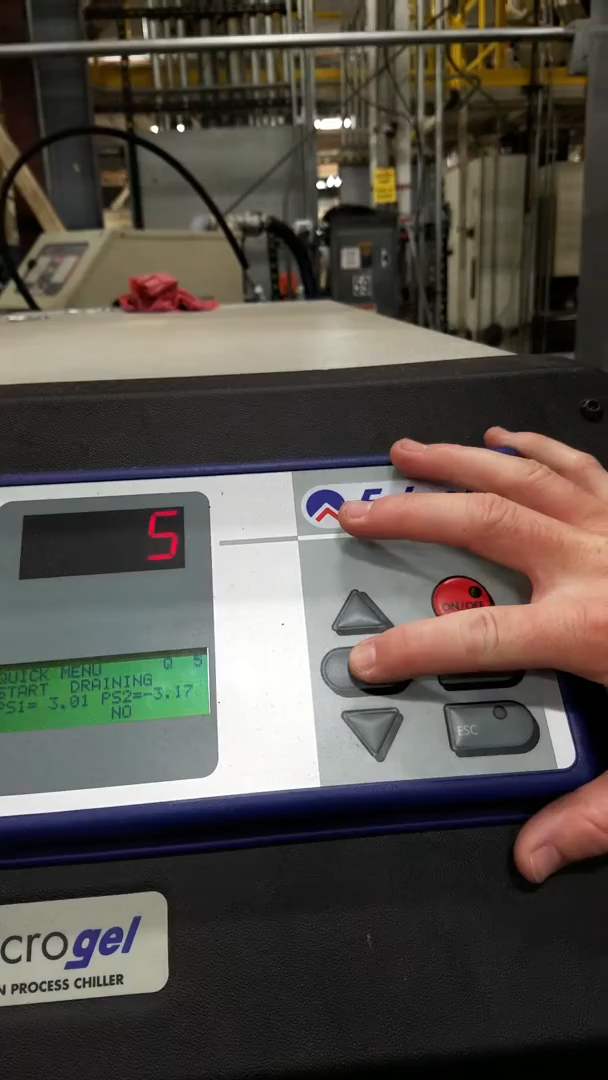 5
QUICK MENU Q 5
START DRAINING
PS1= 3.01 PS2=-3.17
NO
ON/OFF
ESC
crogel
N PROCESS CHILLER